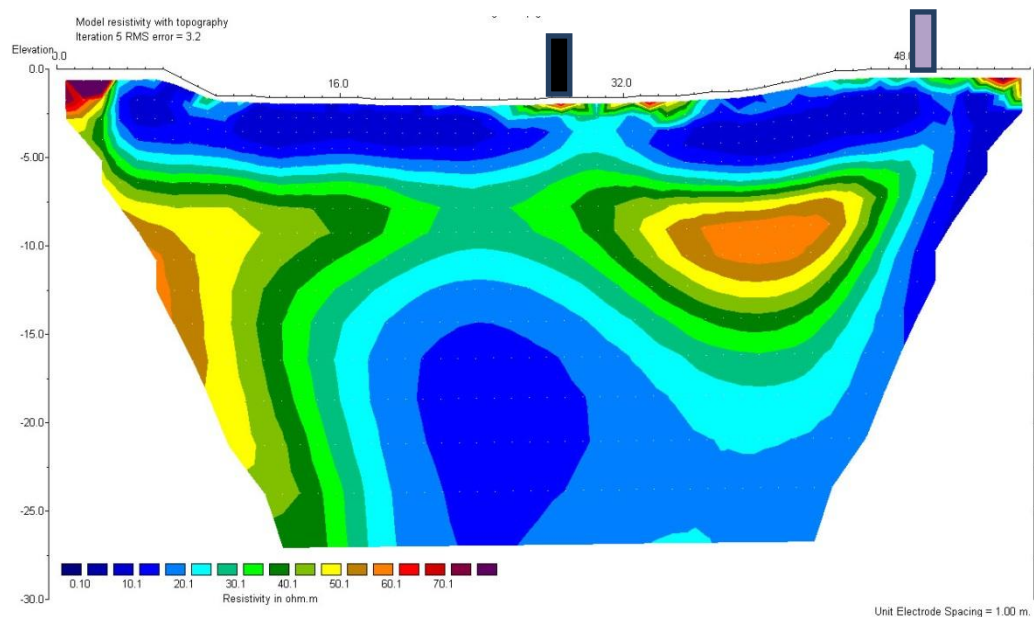 Model resistivity with topography
Iteration 5 RMS error = 3.2
Elevation
0.0 16.0 32.0 48.0
0.0
-5.00
-10.0
-15.0
-20.0
-25.0
-30.0
0.10 10.1 20.1 30.1 40.1 50.1 60.1 70.1
Resistivity in ohm.m
Unit Electrode Spacing = 1.00 m.